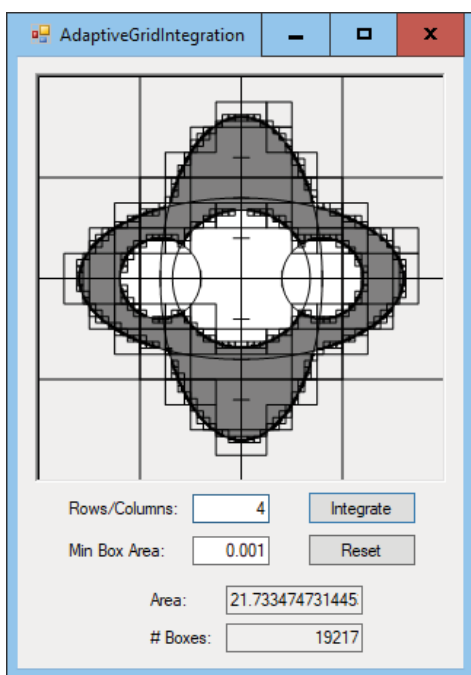 AdaptiveGridIntegration
Rows/Columns: 4 Integrate
Min Box Area: 0.001 Reset
Area: 21.733474731445
# Boxes: 19217